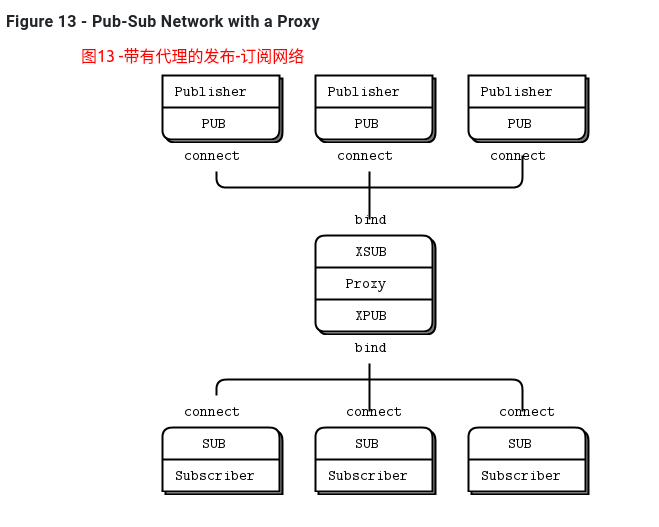 Figure 13 - Pub-Sub Network with a Proxy
图13 -带有代理的发布-订阅网络
Publisher Publisher Publisher
PUB PUB PUB
connect connect connect
bind
XSUB
Proxy
XPUB
bind
connect connect connect
SUB SUB SUB
Subscriber Subscriber Subscriber